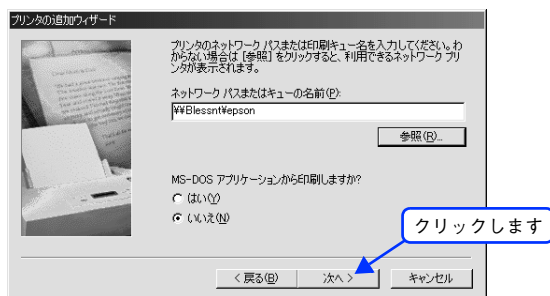 プリンタの追加ウィザード
プリンタのネットワーク パスまたは印刷キュー名を入力してください。わ
からない場合は [参照] をクリックすると、利用できるネットワーク プリ
ンタが表示されます。
ネットワーク パスまたはキューの名前(P):
¥¥Blessnt¥epson
参照(R)...
MS-DOS アプリケーションから印刷しますか?
はい(Y)
いいえ(N)
クリックします
< 戻る(B)
次へ >
キャンセル